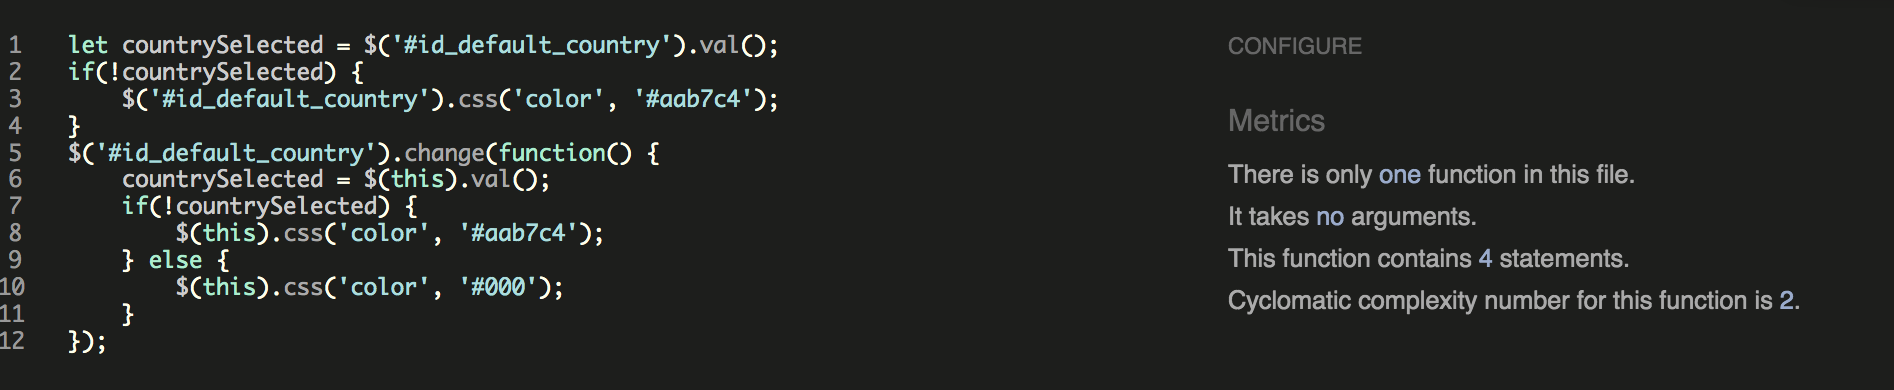 1 let countrySelected = $('#id_default_country').val();
2 if(!countrySelected) {
3 $('#id_default_country').css('color', '#aab7c4');
4 }
5 $('#id_default_country').change(function() {
6 countrySelected = $(this).val();
7 if(!countrySelected) {
8 $(this).css('color', '#aab7c4');
9 } else {
10 $(this).css('color', '#000');
11 }
12 });
CONFIGURE
Metrics
There is only one function in this file.
It takes no arguments.
This function contains 4 statements.
Cyclomatic complexity number for this function is 2.